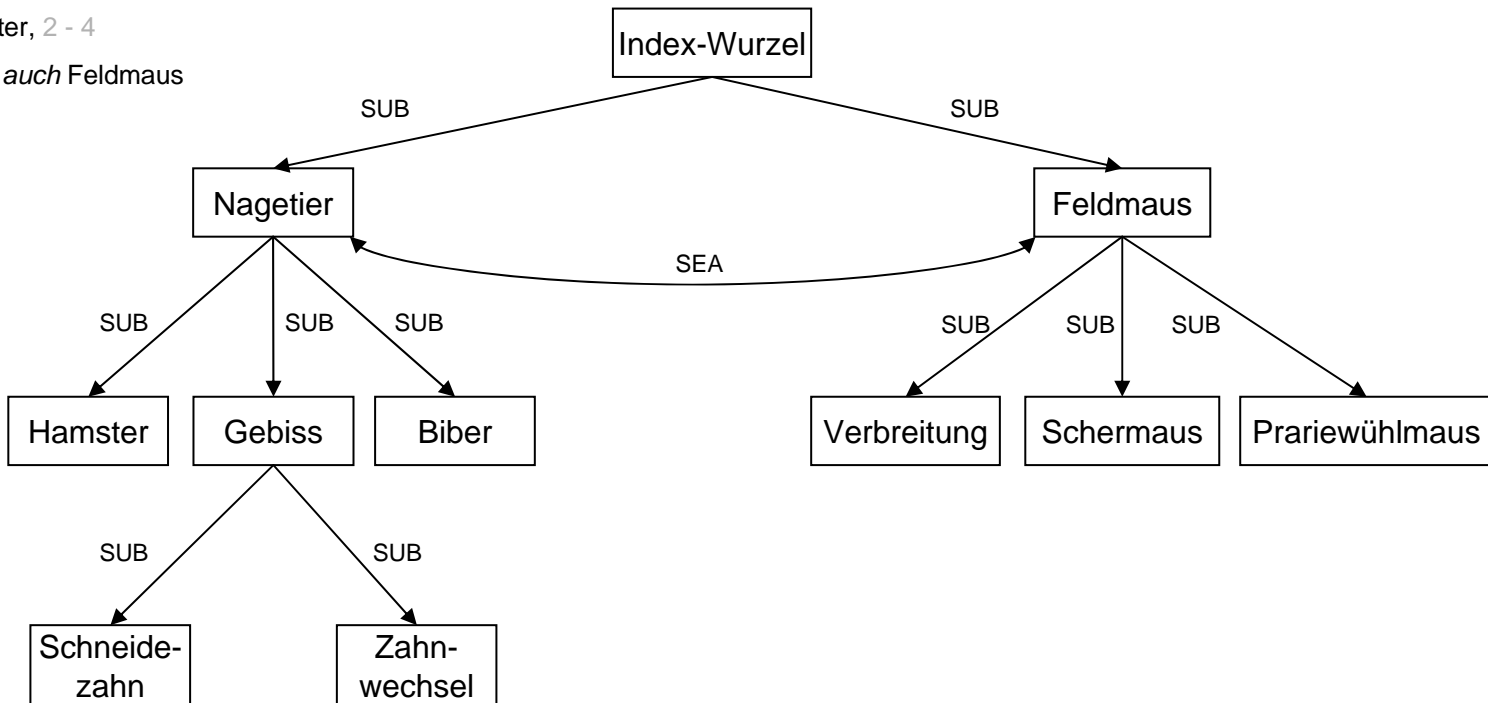 2 - 4
auch Feldmaus
Index-Wurzel
SUB
SUB
Nagetier
Feldmaus
SEA
SUB
SUB
SUB
SUB
SUB
SUB
Hamster
Gebiss
Biber
Verbreitung
Schermaus
Prariewühlmaus
SUB
SUB
Schneide-
zahn
Zahn-
wechsel